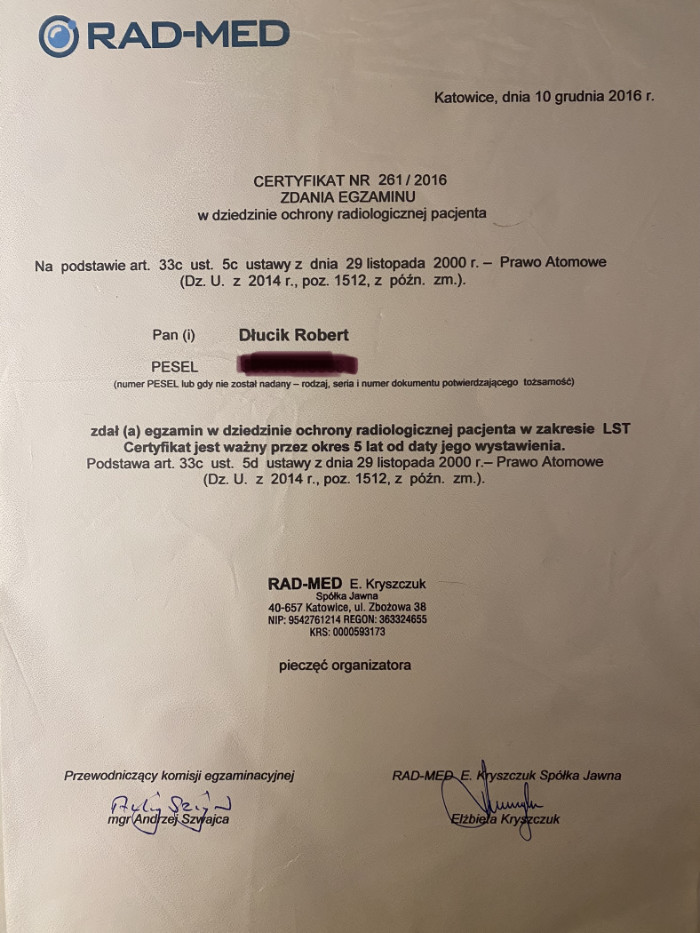 RAD-MED
Katowice, dnia 10 grudnia 2016 r.
CERTYFIKAT NR 261/2016
ZDANIA EGZAMINU
w dziedzinie ochrony radiologicznej pacjenta
Na podstawie art. 33c ust. 5c ustawy z dnia 29 listopada 2000 r. – Prawo Atomowe
(Dz. U. z 2014 r., poz. 1512, z późn. zm.).
Pan (i) Dłucik Robert
PESEL
(numer PESEL lub gdy nie został nadany – rodzaj, seria i numer dokumentu potwierdzającego tożsamość)
zdał (a) egzamin w dziedzinie ochrony radiologicznej pacjenta w zakresie LST
Certyfikat jest ważny przez okres 5 lat od daty jego wystawienia.
Podstawa art. 33c ust. 5d ustawy z dnia 29 listopada 2000 r.– Prawo Atomowe
(Dz. U. z 2014 r., poz. 1512, z późn. zm.).
RAD-MED E. Kryszczuk
Spółka Jawna
40-657 Katowice, ul. Zbożowa 38
NIP: 9542761214 REGON: 363324655
KRS: 0000593173
pieczęć organizatora
Przewodniczący komisji egzaminacyjnej
mgr Andrzej Szwajca
RAD-MED E. Kryszczuk Spółka Jawna
Elżbieta Kryszczuk